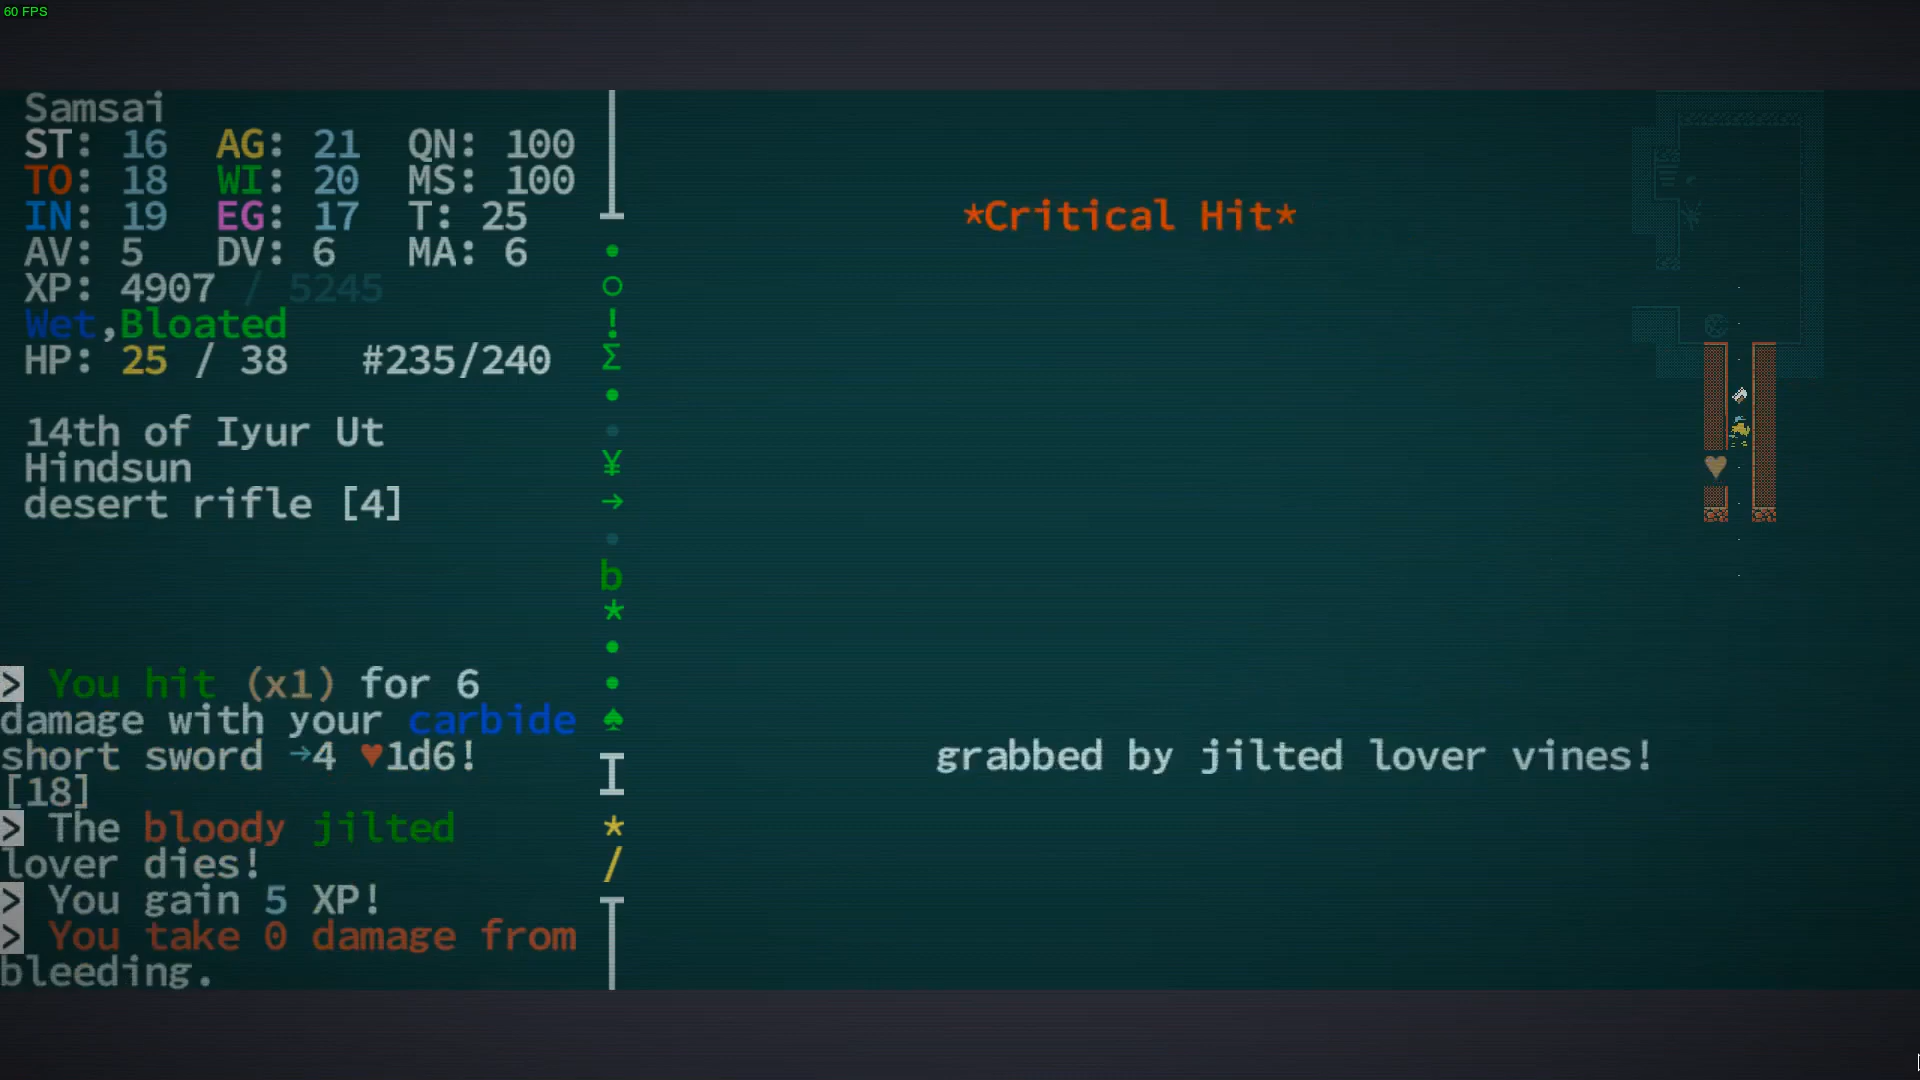 60 FPS
Samsai
ST: 16 AG: 21 QN: 100
TO: 18 WI: 20 MS: 100
IN: 19 EG: 17 T: 25
AV: 5 DV: 6 MA: 6
XP: 4907 / 5245
Wet,Bloated
HP: 25 / 38 #235/240
14th of Iyur Ut
Hindsun
desert rifle [4]
> You hit (x1) for 6
damage with your carbide
short sword →4 ♥1d6!
[18]
> The bloody jilted
lover dies!
> You gain 5 XP!
> You take 0 damage from
bleeding.
•
o
!
Σ
•
•
¥
→
•
b
*
•
•
♠
I
*
/
*Critical Hit*
grabbed by jilted lover vines!